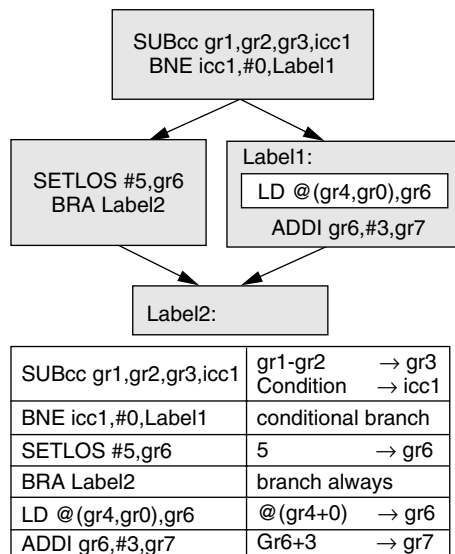 SUBcc gr1,gr2,gr3,icc1
BNE icc1,#0,Label1
SETLOS #5,gr6
BRA Label2
Label1:
LD @(gr4,gr0),gr6
ADDI gr6,#3,gr7
Label2:
SUBcc gr1,gr2,gr3,icc1 gr1-gr2 → gr3
Condition → icc1
BNE icc1,#0,Label1 conditional branch
SETLOS #5,gr6 5 → gr6
BRA Label2 branch always
LD @(gr4,gr0),gr6 @(gr4+0) → gr6
ADDI gr6,#3,gr7 Gr6+3 → gr7